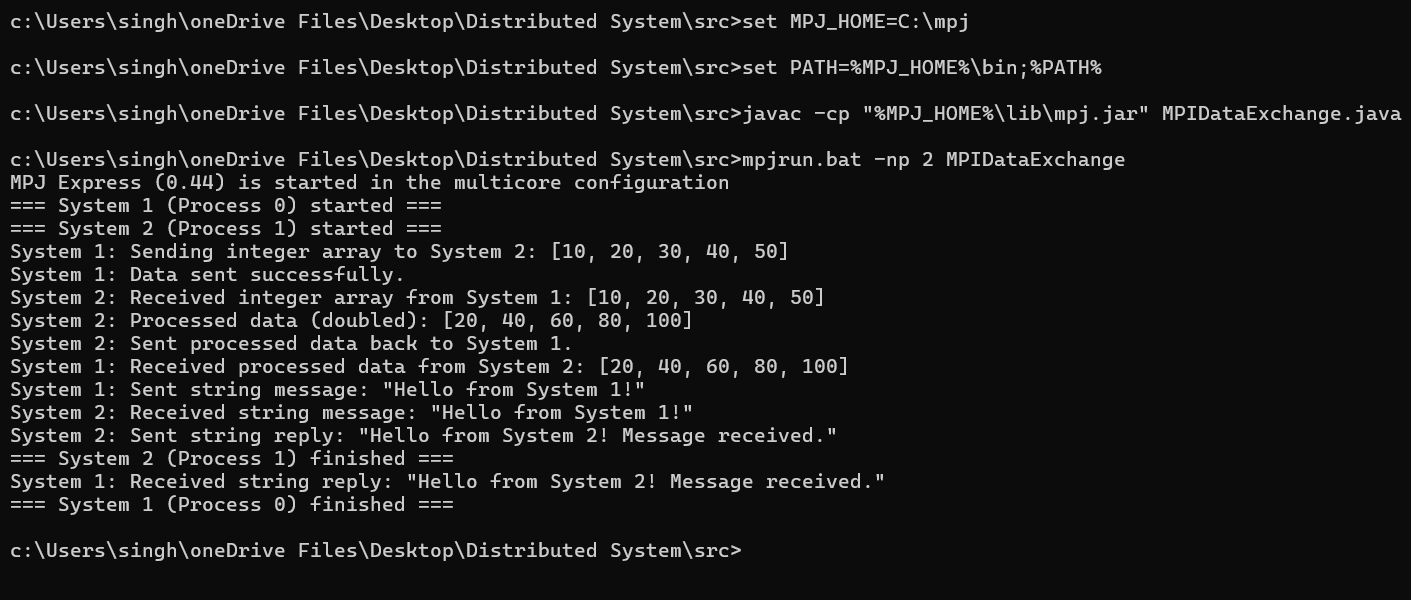 c:\Users\singh\oneDrive Files\Desktop\Distributed System\src>set MPJ_HOME=C:\mpj
c:\Users\singh\oneDrive Files\Desktop\Distributed System\src>set PATH=%MPJ_HOME%\bin;%PATH%
c:\Users\singh\oneDrive Files\Desktop\Distributed System\src>javac -cp "%MPJ_HOME%\lib\mpj.jar" MPIDataExchange.java
c:\Users\singh\oneDrive Files\Desktop\Distributed System\src>mpjrun.bat -np 2 MPIDataExchange
MPJ Express (0.44) is started in the multicore configuration
=== System 1 (Process 0) started ===
=== System 2 (Process 1) started ===
System 1: Sending integer array to System 2: [10, 20, 30, 40, 50]
System 1: Data sent successfully.
System 2: Received integer array from System 1: [10, 20, 30, 40, 50]
System 2: Processed data (doubled): [20, 40, 60, 80, 100]
System 2: Sent processed data back to System 1.
System 1: Received processed data from System 2: [20, 40, 60, 80, 100]
System 1: Sent string message: "Hello from System 1!"
System 2: Received string message: "Hello from System 1!"
System 2: Sent string reply: "Hello from System 2! Message received."
=== System 2 (Process 1) finished ===
System 1: Received string reply: "Hello from System 2! Message received."
=== System 1 (Process 0) finished ===
c:\Users\singh\oneDrive Files\Desktop\Distributed System\src>